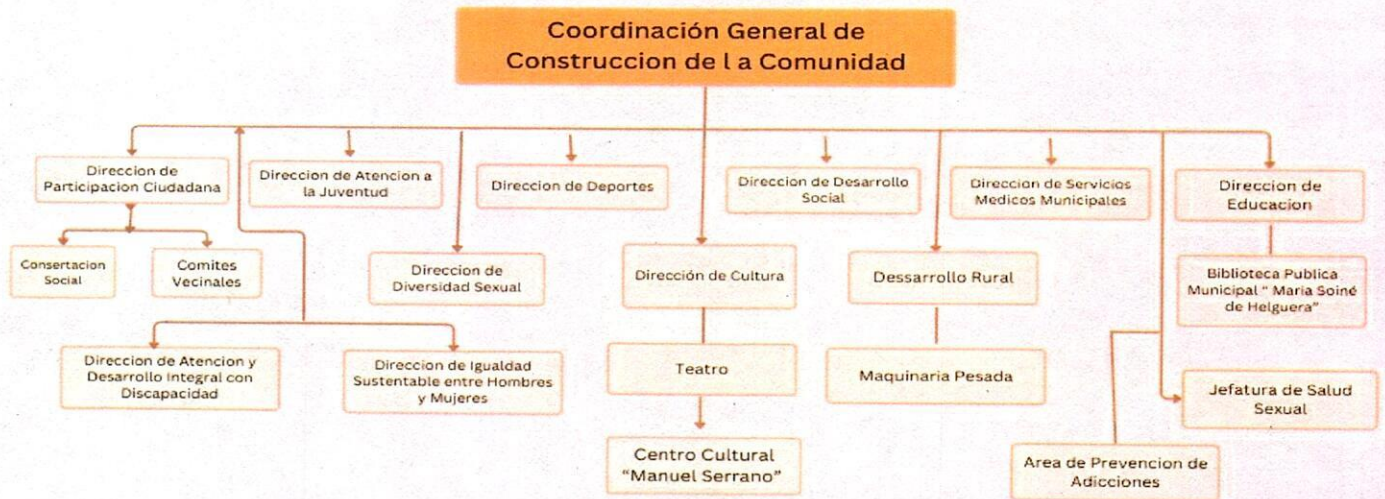 Coordinación General de
Construccion de l a Comunidad
Direccion de
Participacion Ciudadana
Direccion de Atencion a
la Juventud
Direccion de Deportes
Direccion de Desarrollo
Social
Direccion de Servicios
Medicos Municipales
Direccion de
Educacion
Consertacion
Social
Comites
Vecinales
Direccion de
Diversidad Sexual
Dirección de Cultura
Dessarrollo Rural
Biblioteca Publica
Municipal " Maria Soiné
de Helguera"
Direccion de Atencion y
Desarrollo Integral con
Discapacidad
Direccion de Igualdad
Sustentable entre Hombres
y Mujeres
Teatro
Maquinaria Pesada
Jefatura de Salud
Sexual
Centro Cultural
"Manuel Serrano"
Area de Prevencion de
Adicciones